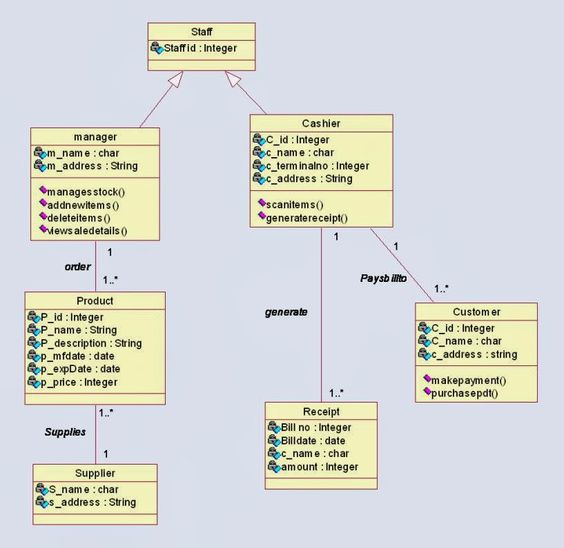 Staff
Staffid : Integer
manager
m_name : char
m_address : String
managesstock()
addnewitems()
deleteitems()
viewsaledetails()
Cashier
C_id : Integer
c_name : char
c_terminalno : Integer
c_address : String
scanitems()
generatereceipt()
1
order
1..*
1
1
Paysbillto
1..*
generate
Product
P_id : Integer
P_name : String
P_description : String
p_mfdate : date
p_expDate : date
p_price : Integer
Customer
C_id : Integer
C_name : char
c_address : string
makepayment()
purchasepdt()
1..*
Supplies
1
1..*
Receipt
Bill no : Integer
Billdate : date
c_name : char
amount : Integer
Supplier
S_name : char
s_address : String